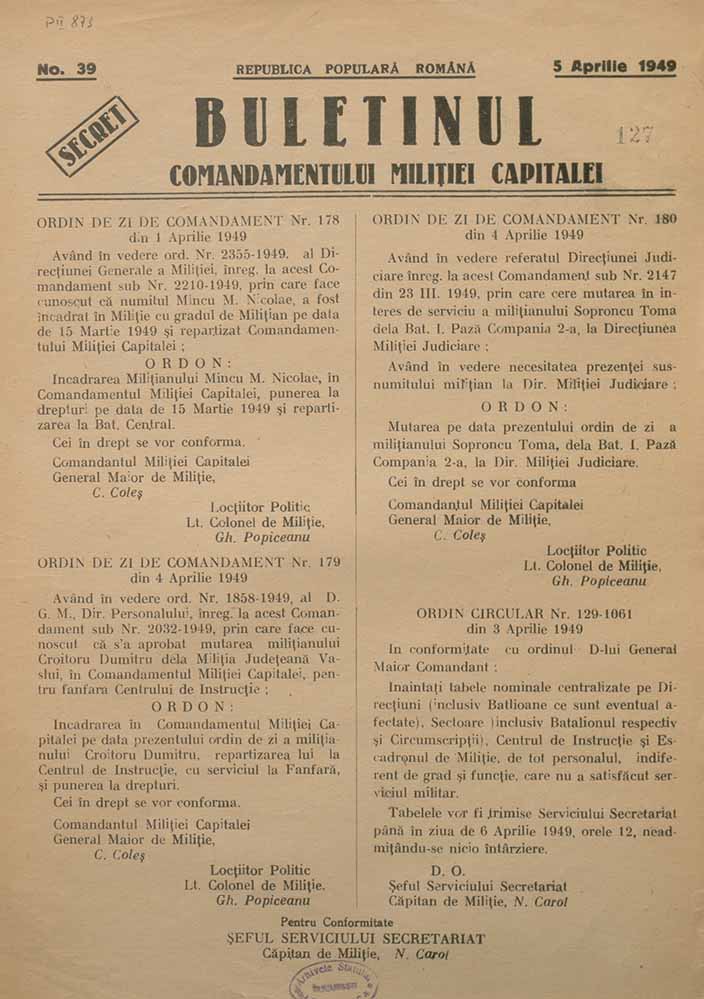 PII 873
No. 39
REPUBLICA POPULARĂ ROMÂNĂ
5 Aprilie 1949
SECRET
BULETINUL
127
COMANDAMENTULUI MILIȚIEI CAPITALEI
ORDIN DE ZI DE COMANDAMENT Nr. 178
din 1 Aprilie 1949
Având în vedere ord. Nr. 2355-1949. al Di-
recțiunei Generale a Miliției, înreg. la acest Co-
mandament sub Nr. 2210-1949, prin care face
cunoscut că numitul Mincu M. Nicolae, a fost
încadrat în Miliție cu gradul de Milițian pe data
de 15 Martie 1949 și repartizat Comandamen-
tului Miliției Capitalei ;
ORDON:
Incadrarea Milițianului Mincu M. Nicolae, în
Comandamentul Miliției Capitalei, punerea la
drepturi pe data de 15 Martie 1949 și reparti-
zarea la Bat. Central.
Cei în drept se vor conforma.
Comandantul Miliției Capitalei
General Maior de Miliție,
C. Coleș
Locțiitor Politic
Lt. Colonel de Miliție,
Gh. Popiceanu
ORDIN DE ZI DE COMANDAMENT Nr. 179
din 4 Aprilie 1949
Având în vedere ord. Nr. 1858-1949, al D.
G. M., Dir. Personalului, înreg. la acest Coman-
dament sub Nr. 2032-1949, prin care face cu-
noscut că s'a aprobat mutarea milițianului
Croitoru Dumitru dela Miliția Județeană Va-
slui, în Comandamentul Miliției Capitalei, pen-
tru fanfara Centrului de Instrucție ;
ORDON:
Incadrarea în Comandamentul Miliției Ca-
pitalei pe data prezentului ordin de zi a miliția-
nului Croitoru Dumitru, repartizarea lui la
Centrul de Instrucție, cu serviciul la Fanfară,
și punerea la drepturi.
Cei în drept se vor conforma.
Comandantul Miliției Capitalei
General Maior de Miliție,
C. Coleș
Locțiitor Politic
Lt. Colonel de Miliție.
Gh. Popiceanu
ORDIN DE ZI DE COMANDAMENT Nr. 180
din 4 Aprilie 1949
Având în vedere referatul Direcțiunei Judi-
ciare înreg. la acest Comandament sub Nr. 2147
din 23 III. 1949, prin care cere mutarea în in-
teres de serviciu a milițianului Soproncu Toma
dela Bat. I. Pază Compania 2-a, la Direcțiunea
Miliției Judiciare ;
Având în vedere necesitatea prezenței sus-
numitului milițian la Dir. Miliției Judiciare ;
ORDON:
Mutarea pe data prezentului ordin de zi a
milițianului Soproncu Toma, dela Bat. I. Pază
Compania 2-a, la Dir. Miliției Judiciare.
Cei în drept se vor conforma
Comandantul Miliției Capitalei
General Maior de Miliție,
C. Coleș
Locțiitor Politic
Lt. Colonel de Miliție,
Gh. Popiceanu
ORDIN CIRCULAR Nr. 129-1061
din 3 Aprilie 1949
In conformitate cu ordinul D-lui General
Maior Comandant :
Inaintați tabele nominale centralizate pe Di-
recțiuni (inclusiv Batlioane ce sunt eventual a-
fectate), Sectoare )inclusiv Batalionul respectiv
și Circumscripții), Centrul de Instrucție și Es-
cadronul de Miliție, de tot personalul, indife-
rent de grad și funcție, care nu a satisfăcut ser-
viciul militar.
Tabelele vor fi trimise Serviciului Secretariat
până în ziua de 6 Aprilie 1949, orele 12, nead-
mițându-se nicio întârziere.
D. O.
Șeful Serviciului Secretariat
Căpitan de Miliție, N. Carol
Pentru Conformitate
ȘEFUL SERVICIULUI SECRETARIAT
Căpitan de Miliție, N. Carol
Arhivele Statului
BUCUREȘTI